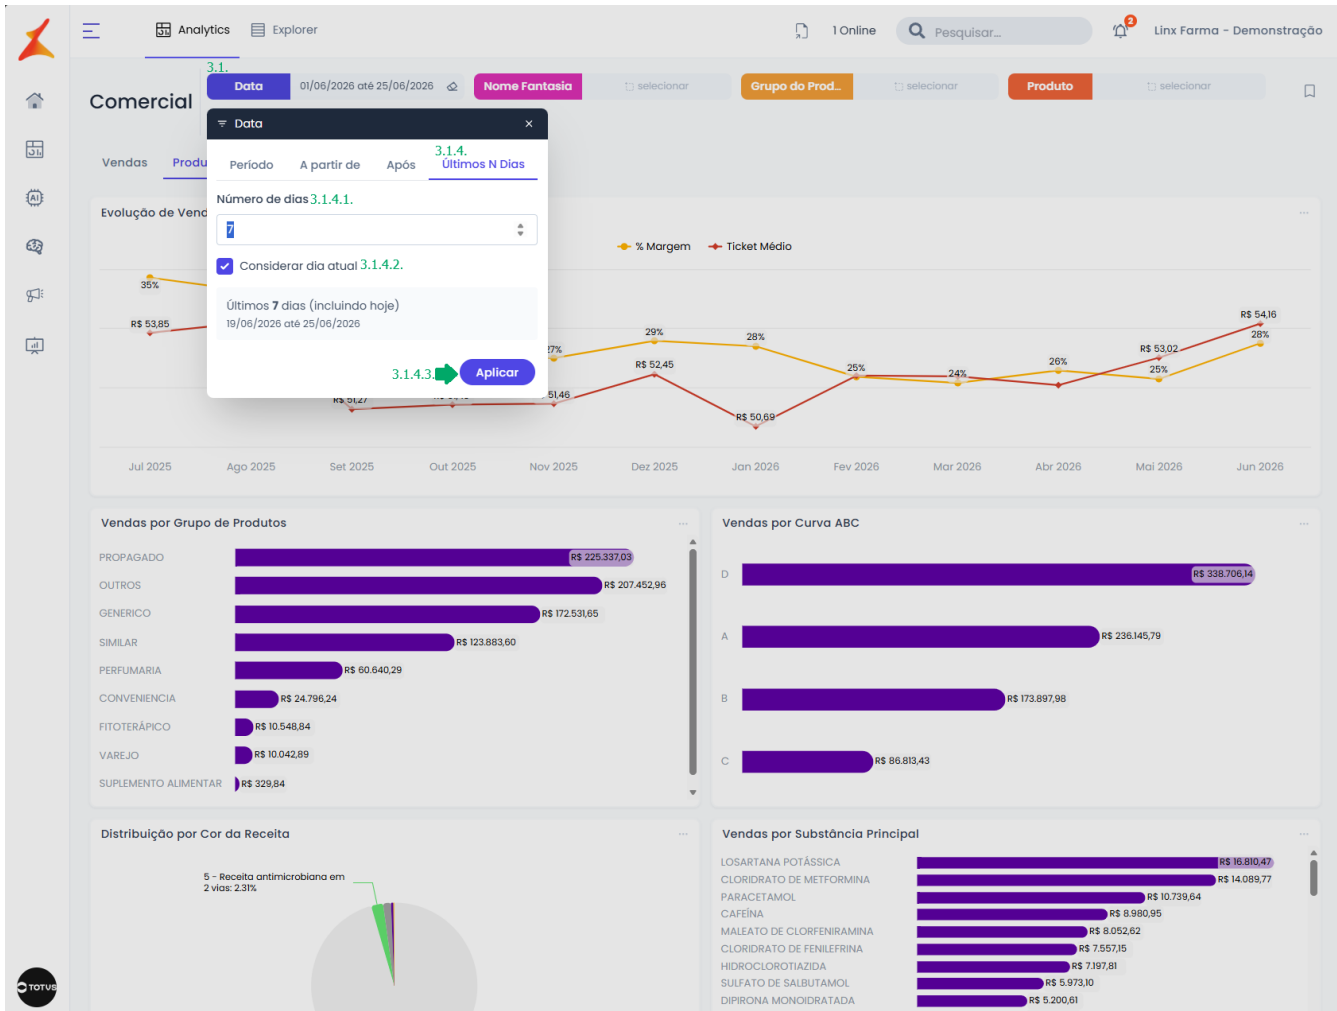 Analytics
Explorer
1 Online
Pesquisar...
2
Linx Farma - Demonstração
3.1.
Comercial
Data
01/06/2026 até 25/06/2026
Nome Fantasia
selecionar
Grupo do Prod...
selecionar
Produto
selecionar
Data
×
Vendas
Produ
Período
A partir de
Após
3.1.4.
Últimos N Dias
Número de dias 3.1.4.1.
7
Considerar dia atual 3.1.4.2.
Últimos 7 dias (incluindo hoje)
19/06/2026 até 25/06/2026
3.1.4.3.
Aplicar
Evolução de Vend
% Margem
Ticket Médio
35%
R$ 53,85
R$ 51,27
51,46
27%
29%
R$ 52,45
28%
R$ 50,69
25%
24%
26%
R$ 53,02
25%
R$ 54,16
28%
Jul 2025
Ago 2025
Set 2025
Out 2025
Nov 2025
Dez 2025
Jan 2026
Fev 2026
Mar 2026
Abr 2026
Mai 2026
Jun 2026
Vendas por Grupo de Produtos
PROPAGADO R$ 225.337,03
OUTROS R$ 207.452,96
GENERICO R$ 172.531,65
SIMILAR R$ 123.883,60
PERFUMARIA R$ 60.640,29
CONVENIENCIA R$ 24.796,24
FITOTERÁPICO R$ 10.548,84
VAREJO R$ 10.042,89
SUPLEMENTO ALIMENTAR R$ 329,84
Vendas por Curva ABC
D R$ 338.706,14
A R$ 236.145,79
B R$ 173.897,98
C R$ 86.813,43
Distribuição por Cor da Receita
5 - Receita antimicrobiana em
2 vias: 2.31%
Vendas por Substância Principal
LOSARTANA POTÁSSICA R$ 16.810,47
CLORIDRATO DE METFORMINA R$ 14.089,77
PARACETAMOL R$ 10.739,64
CAFEÍNA R$ 8.980,95
MALEATO DE CLORFENIRAMINA R$ 8.052,62
CLORIDRATO DE FENILEFRINA R$ 7.557,15
HIDROCLOROTIAZIDA R$ 7.197,81
SULFATO DE SALBUTAMOL R$ 5.973,10
DIPIRONA MONOIDRATADA R$ 5.200,61
TOTVS